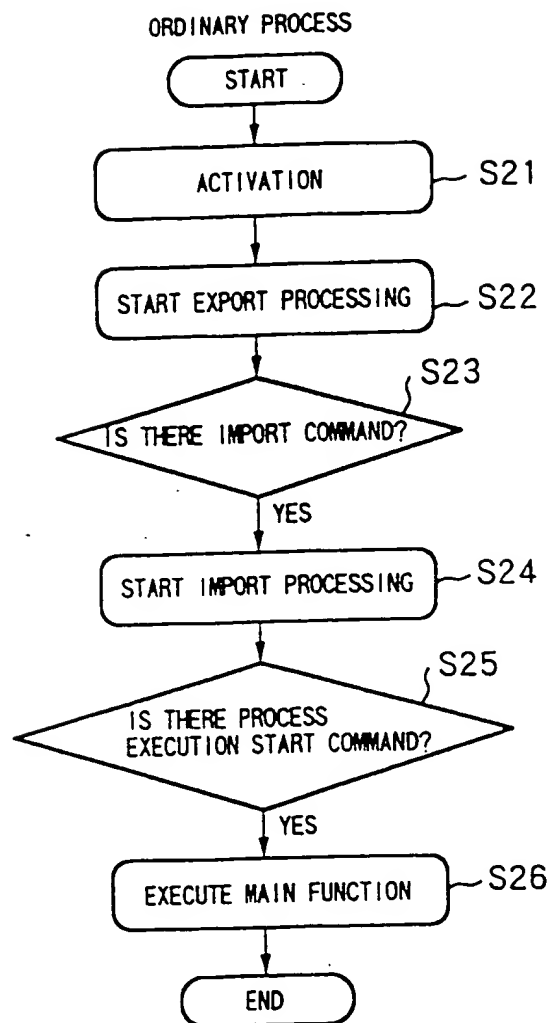 ORDINARY PROCESS
START
ACTIVATION
S21
START EXPORT PROCESSING
S22
S23
IS THERE IMPORT COMMAND?
YES
START IMPORT PROCESSING
S24
S25
IS THERE PROCESS
EXECUTION START COMMAND?
YES
EXECUTE MAIN FUNCTION
S26
END